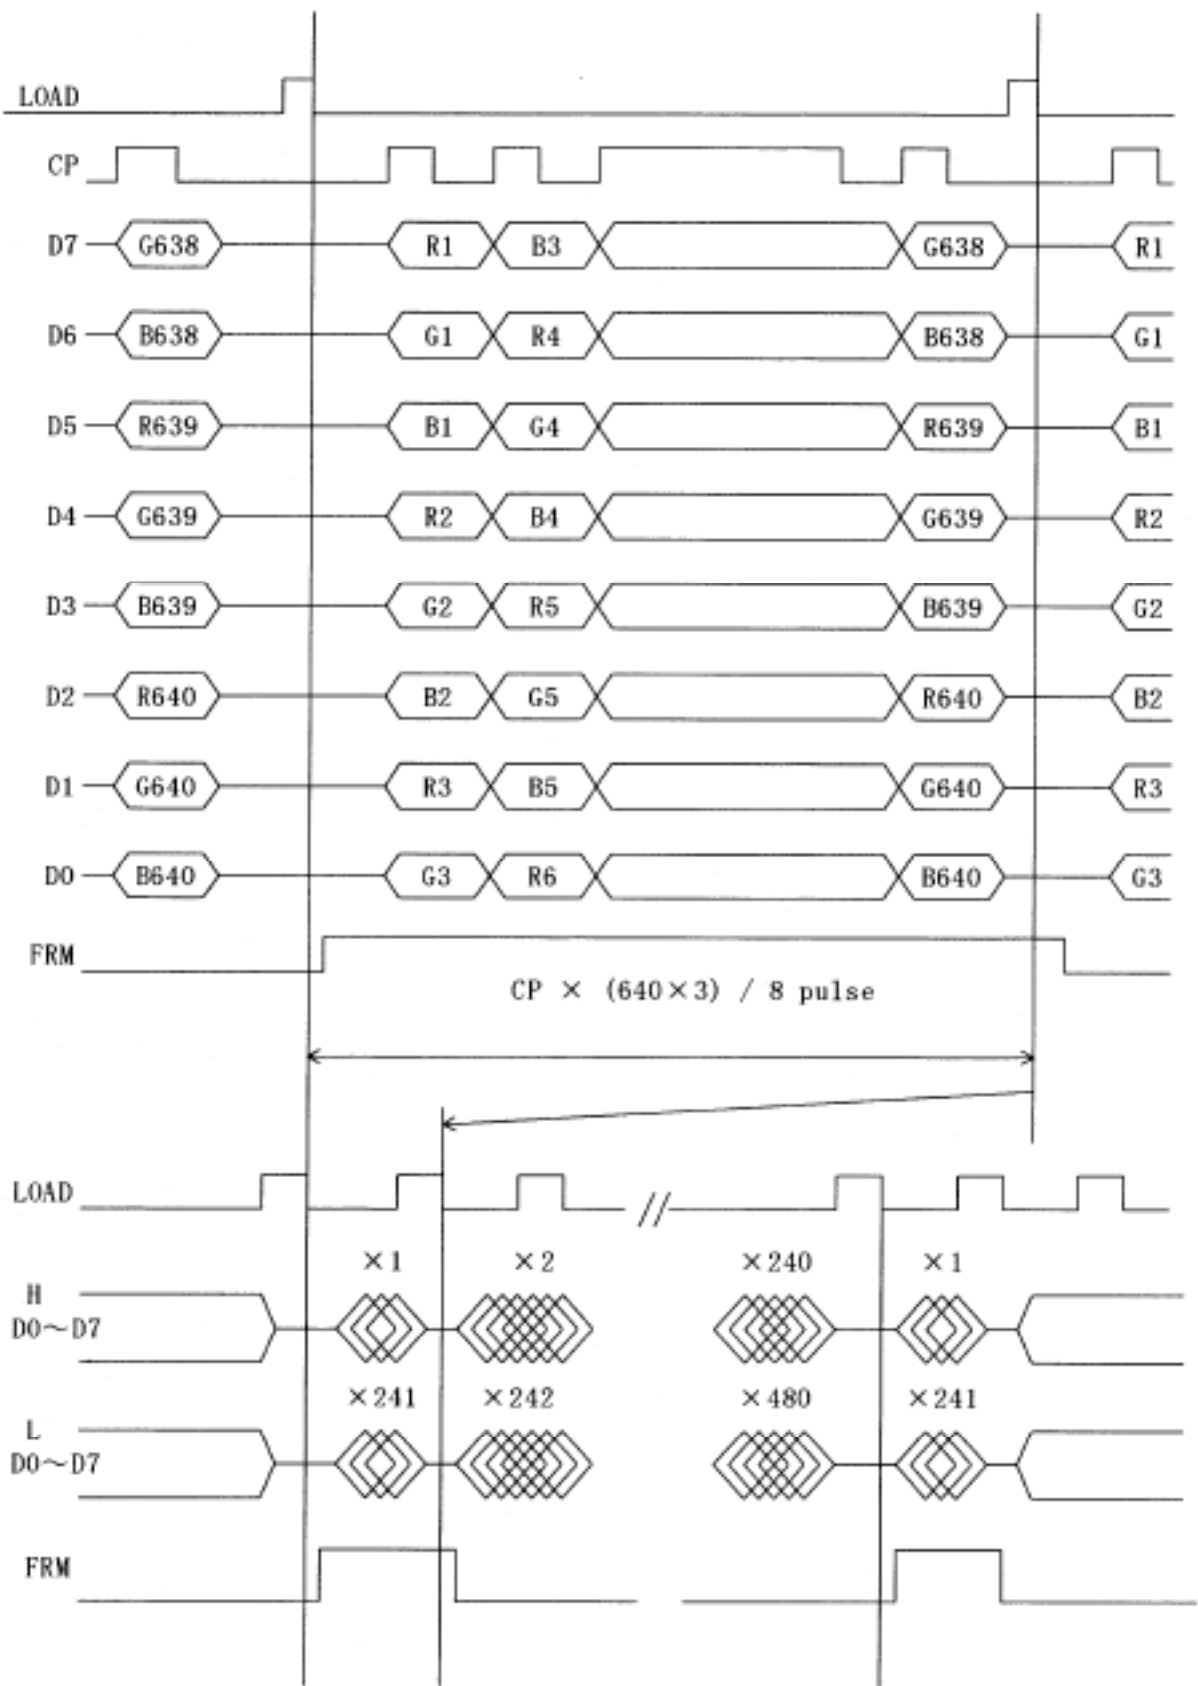 LOAD
CP
D7 G638 R1 B3 G638 R1
D6 B638 G1 R4 B638 G1
D5 R639 B1 G4 R639 B1
D4 G639 R2 B4 G639 R2
D3 B639 G2 R5 B639 G2
D2 R640 B2 G5 R640 B2
D1 G640 R3 B5 G640 R3
D0 B640 G3 R6 B640 G3
FRM
CP × (640×3) / 8 pulse
LOAD
×1 ×2 ×240 ×1
H
D0~D7
×241 ×242 ×480 ×241
L
D0~D7
FRM